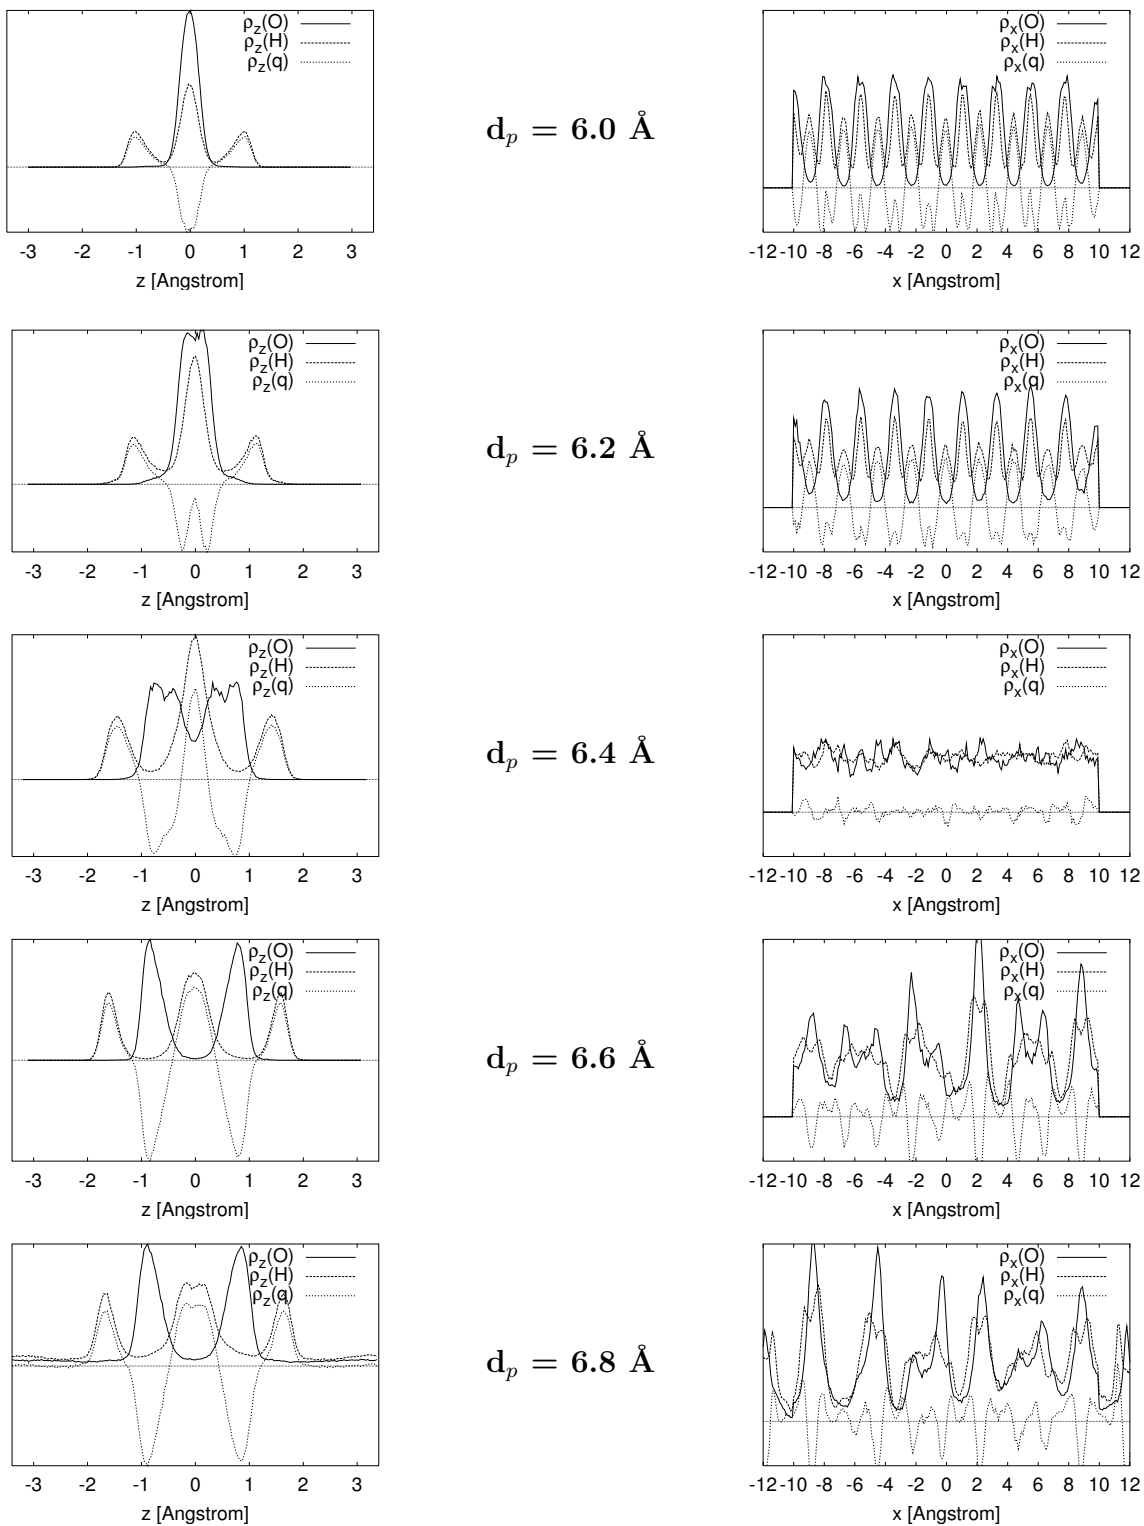 ρz(O)
ρz(H)
ρz(q)
-3 -2 -1 0 1 2 3
z [Angstrom]
d_p = 6.0 Å
ρx(O)
ρx(H)
ρx(q)
-12 -10 -8 -6 -4 -2 0 2 4 6 8 10 12
x [Angstrom]
ρz(O)
ρz(H)
ρz(q)
-3 -2 -1 0 1 2 3
z [Angstrom]
d_p = 6.2 Å
ρx(O)
ρx(H)
ρx(q)
-12 -10 -8 -6 -4 -2 0 2 4 6 8 10 12
x [Angstrom]
ρz(O)
ρz(H)
ρz(q)
-3 -2 -1 0 1 2 3
z [Angstrom]
d_p = 6.4 Å
ρx(O)
ρx(H)
ρx(q)
-12 -10 -8 -6 -4 -2 0 2 4 6 8 10 12
x [Angstrom]
ρz(O)
ρz(H)
ρz(q)
-3 -2 -1 0 1 2 3
z [Angstrom]
d_p = 6.6 Å
ρx(O)
ρx(H)
ρx(q)
-12 -10 -8 -6 -4 -2 0 2 4 6 8 10 12
x [Angstrom]
ρz(O)
ρz(H)
ρz(q)
-3 -2 -1 0 1 2 3
z [Angstrom]
d_p = 6.8 Å
ρx(O)
ρx(H)
ρx(q)
-12 -10 -8 -6 -4 -2 0 2 4 6 8 10 12
x [Angstrom]